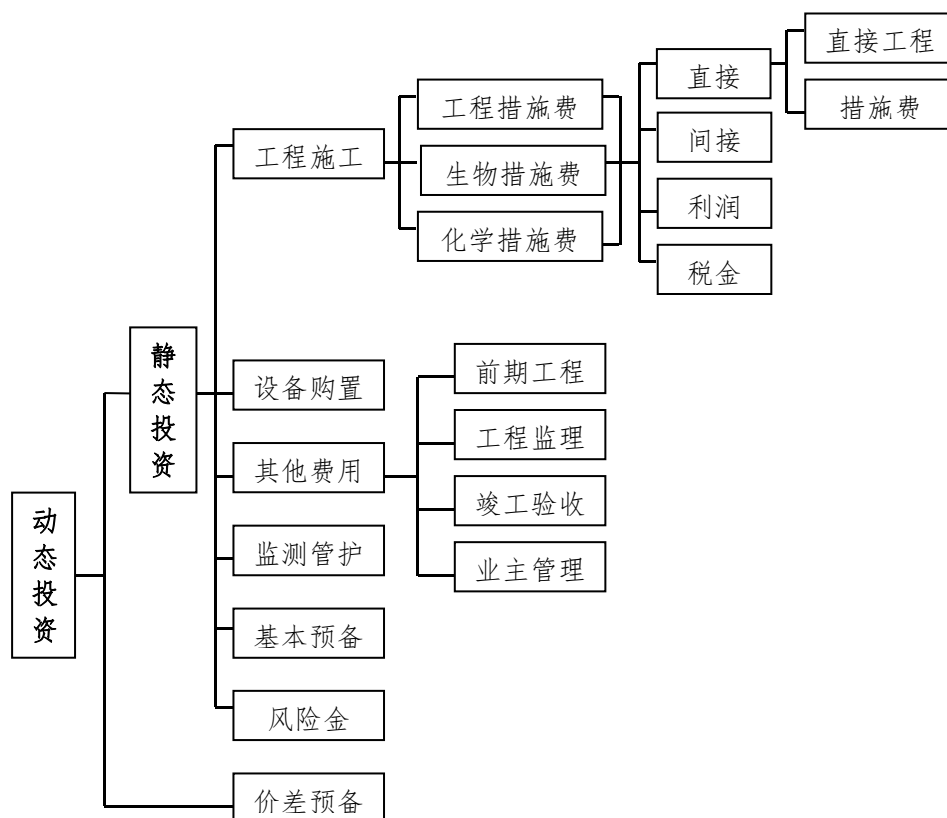 直接工程
措施费
直接
间接
利润
税金
工程措施费
生物措施费
化学措施费
工程施工
静态投资
设备购置
其他费用
监测管护
基本预备
风险金
前期工程
工程监理
竣工验收
业主管理
动态投资
价差预备